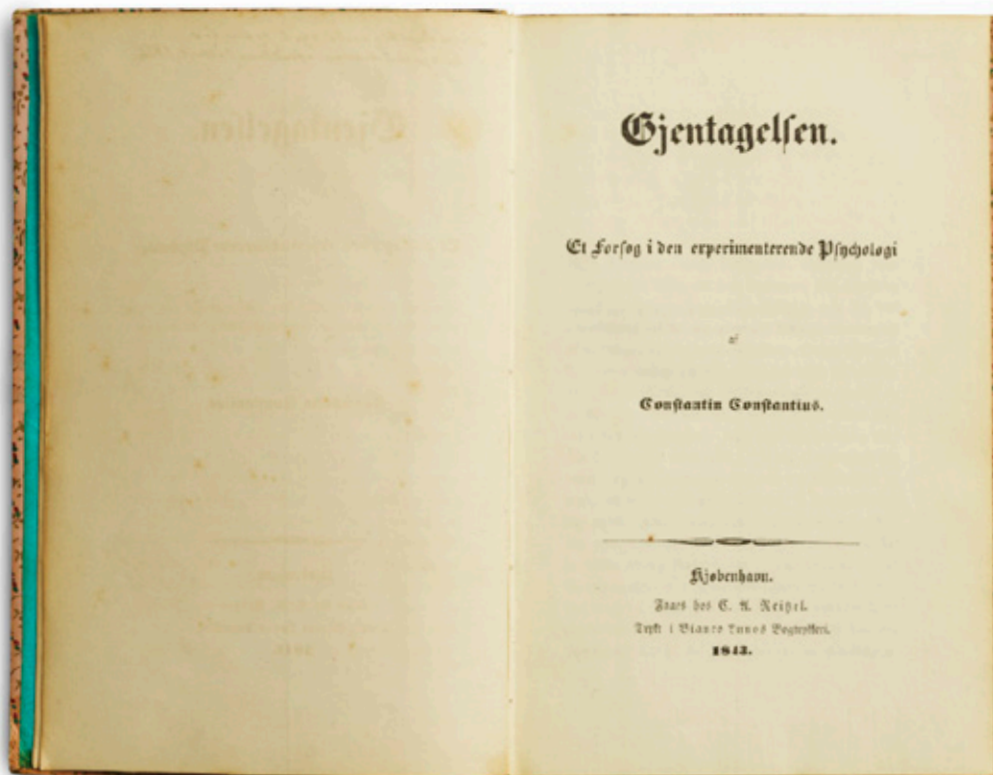 Gjentagelsen.
Et Forsøg i den experimenterende Psychologi
af
Constantin Constantius.
Kjøbenhavn.
Faaes hos C. A. Reitzel.
Trykt i Bianco Lunos Bogtrykkeri.
1843.